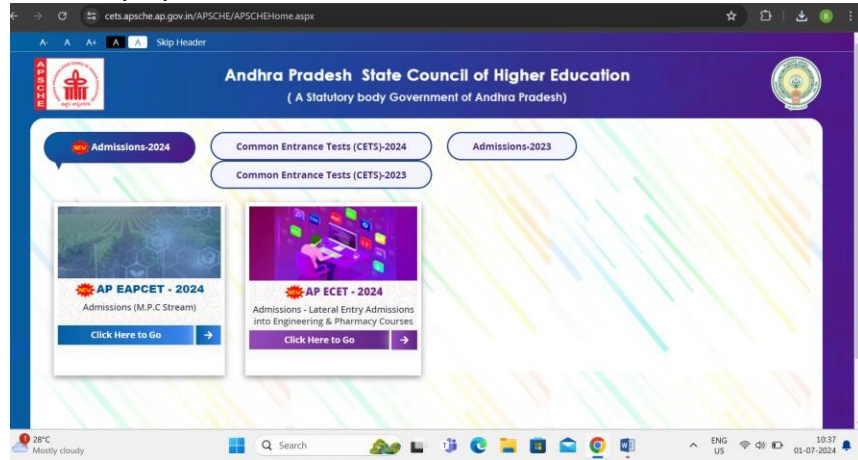 cets.apsche.ap.gov.in/APSCHE/APSCHEHome.aspx
A- A A+ A A Skip Header
APSCHE
Andhra Pradesh State Council of Higher Education
( A Statutory body Government of Andhra Pradesh)
NEW Admissions-2024
Common Entrance Tests (CETS)-2024
Admissions-2023
Common Entrance Tests (CETS)-2023
NEW AP EAPCET - 2024
Admissions (M.P.C Stream)
Click Here to Go →
NEW AP ECET - 2024
Admissions - Lateral Entry Admissions
into Engineering & Pharmacy Courses
Click Here to Go →
1
28°C
Mostly cloudy
Search
ENG
US
10:37
01-07-2024